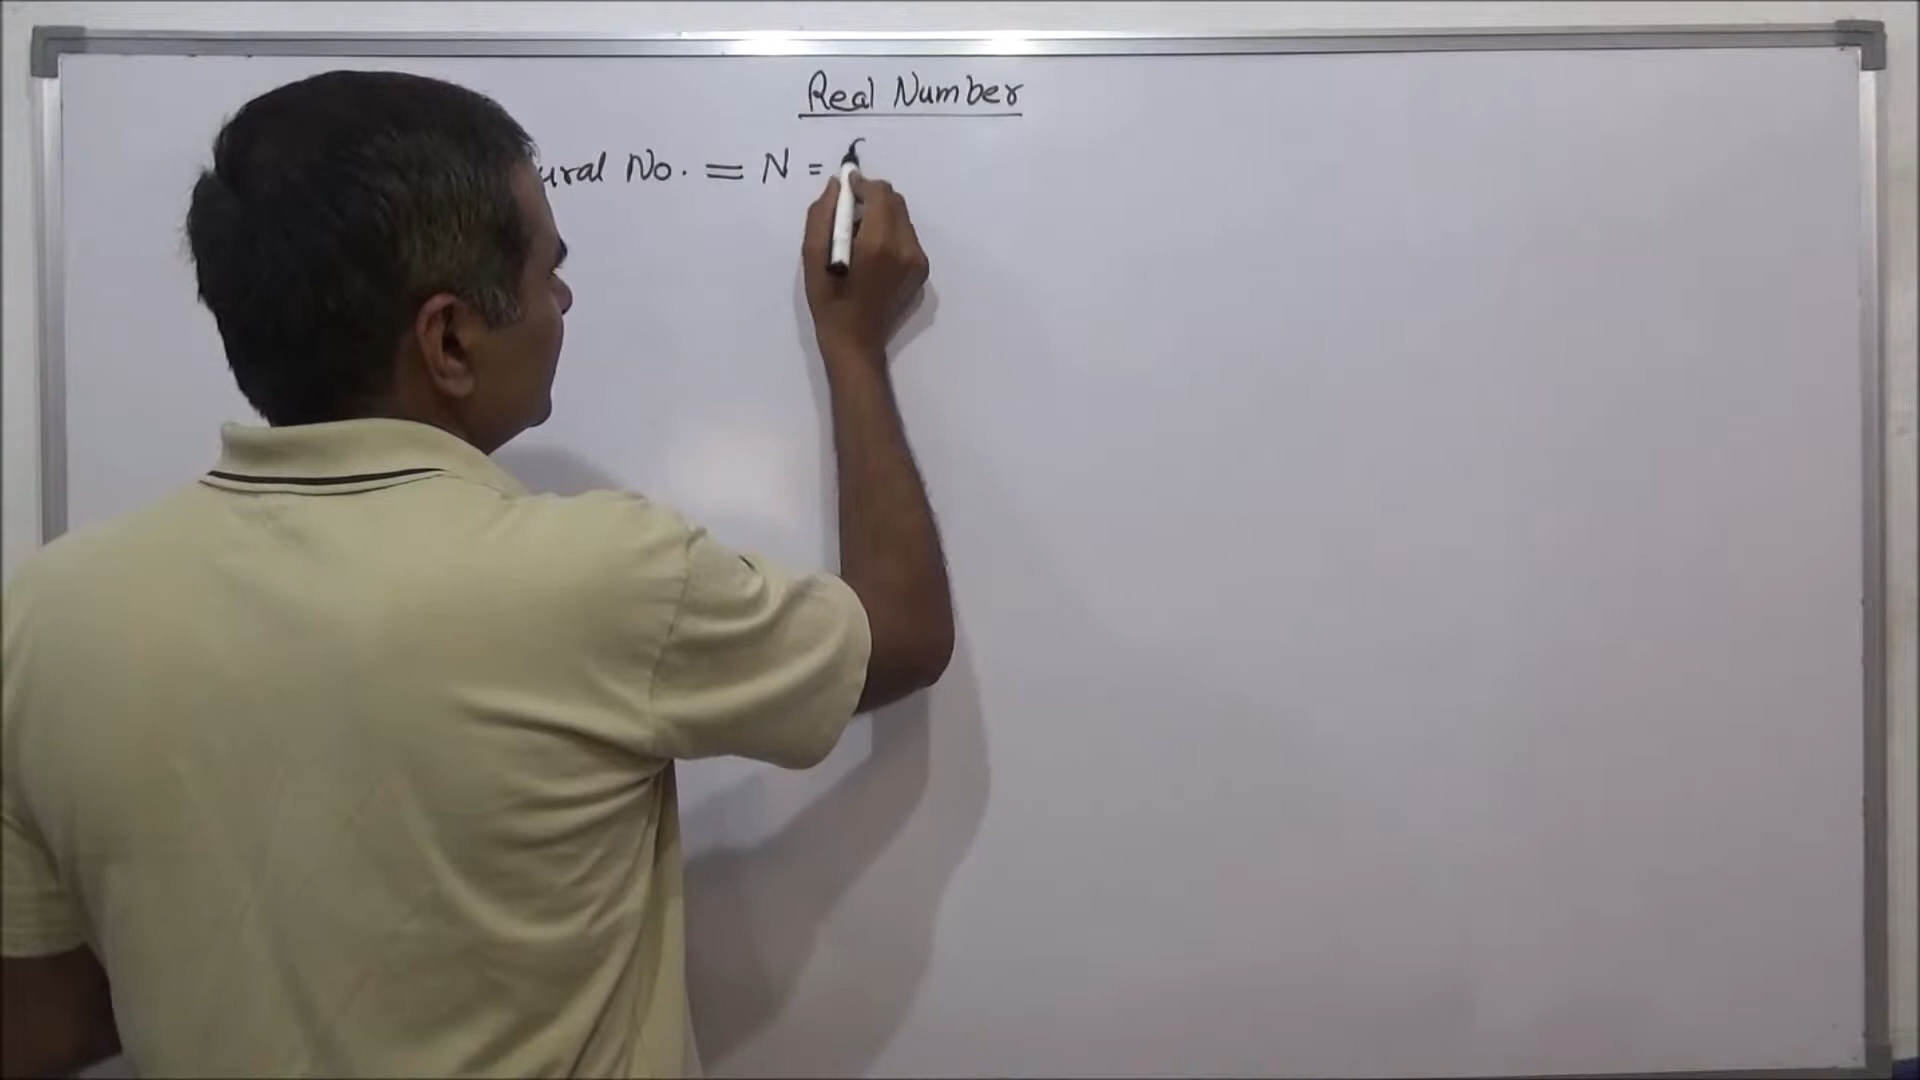 Real Number
ural No. = N = {